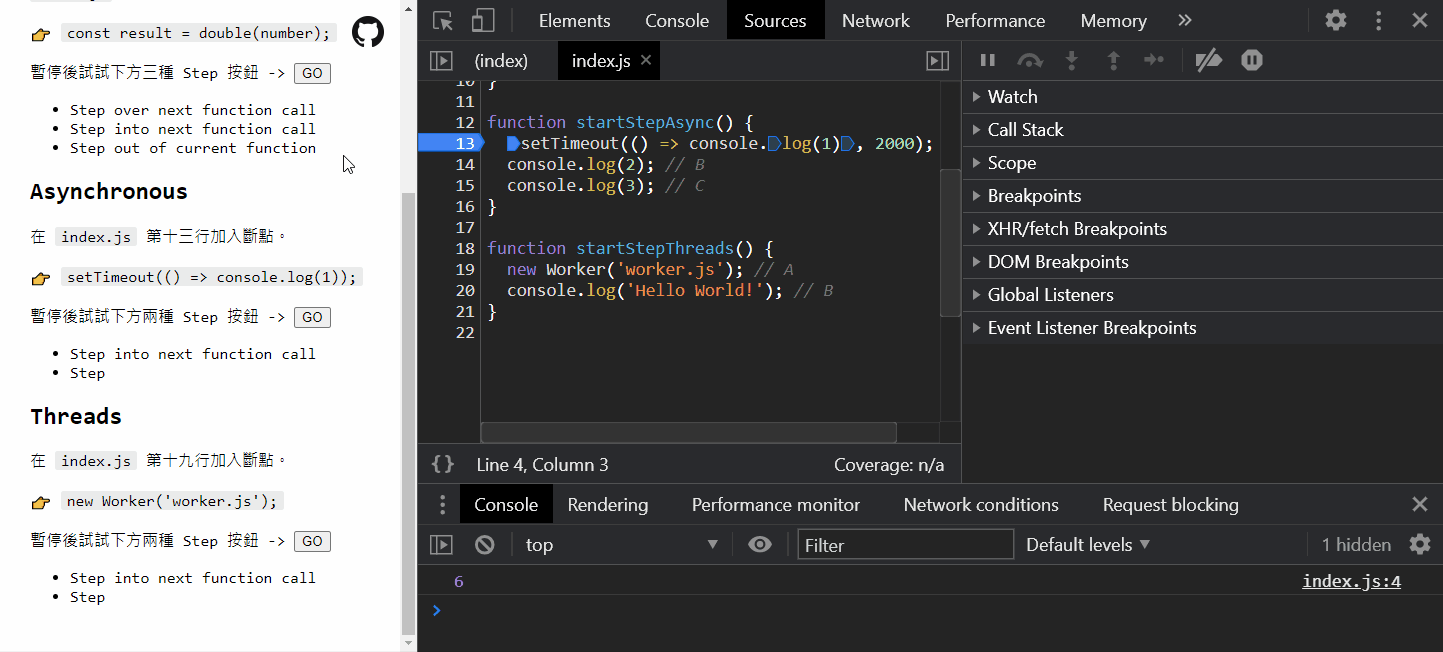 const result = double(number);
暫停後試試下方三種 Step 按鈕 -> GO
Step over next function call
Step into next function call
Step out of current function
Asynchronous
在 index.js 第十三行加入斷點。
setTimeout(() => console.log(1));
暫停後試試下方兩種 Step 按鈕 -> GO
Step into next function call
Step
Threads
在 index.js 第十九行加入斷點。
new Worker('worker.js');
暫停後試試下方兩種 Step 按鈕 -> GO
Step into next function call
Step
Elements Console Sources Network Performance Memory
(index) index.js
10 }
11
12 function startStepAsync() {
13 setTimeout(() => console.log(1), 2000);
14 console.log(2); // B
15 console.log(3); // C
16 }
17
18 function startStepThreads() {
19 new Worker('worker.js'); // A
20 console.log('Hello World!'); // B
21 }
22
{} Line 4, Column 3 Coverage: n/a
Watch
Call Stack
Scope
Breakpoints
XHR/fetch Breakpoints
DOM Breakpoints
Global Listeners
Event Listener Breakpoints
Console Rendering Performance monitor Network conditions Request blocking
top Filter Default levels 1 hidden
6 index.js:4